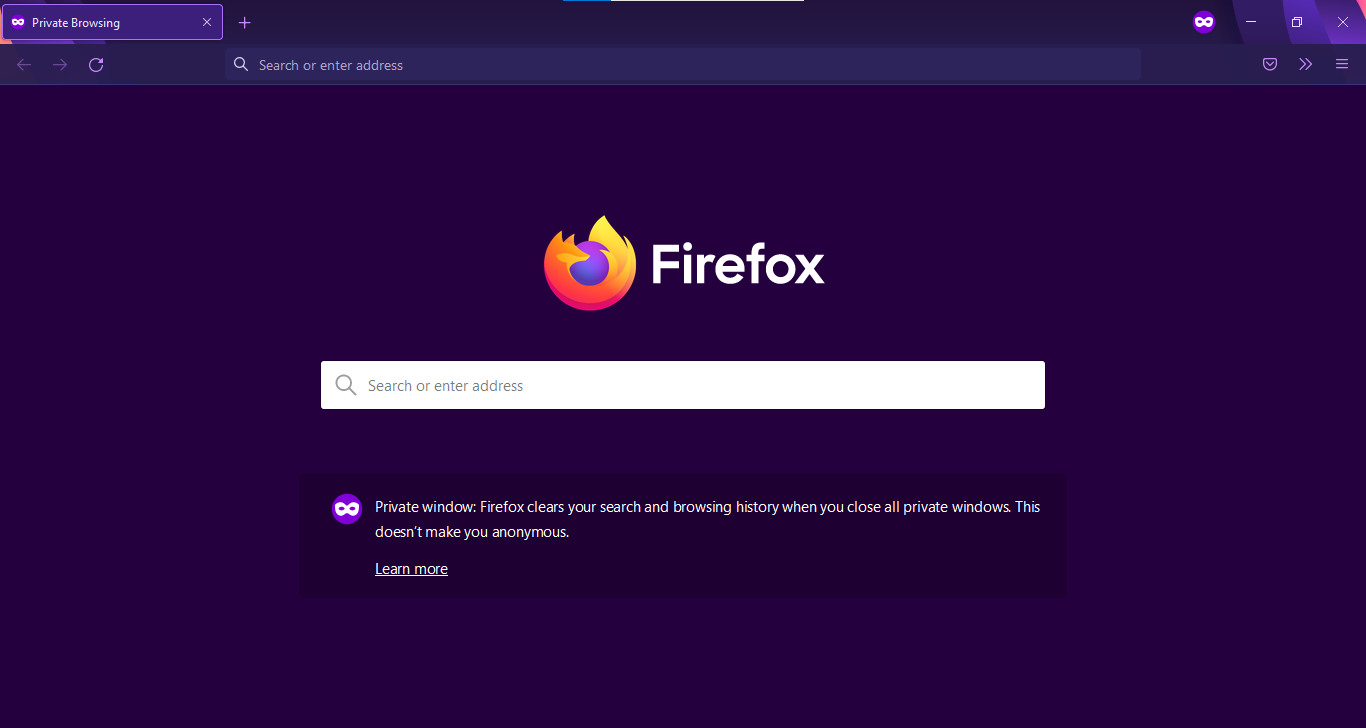 Private Browsing
Search or enter address
Firefox
Search or enter address
Private window: Firefox clears your search and browsing history when you close all private windows. This
doesn’t make you anonymous.
Learn more